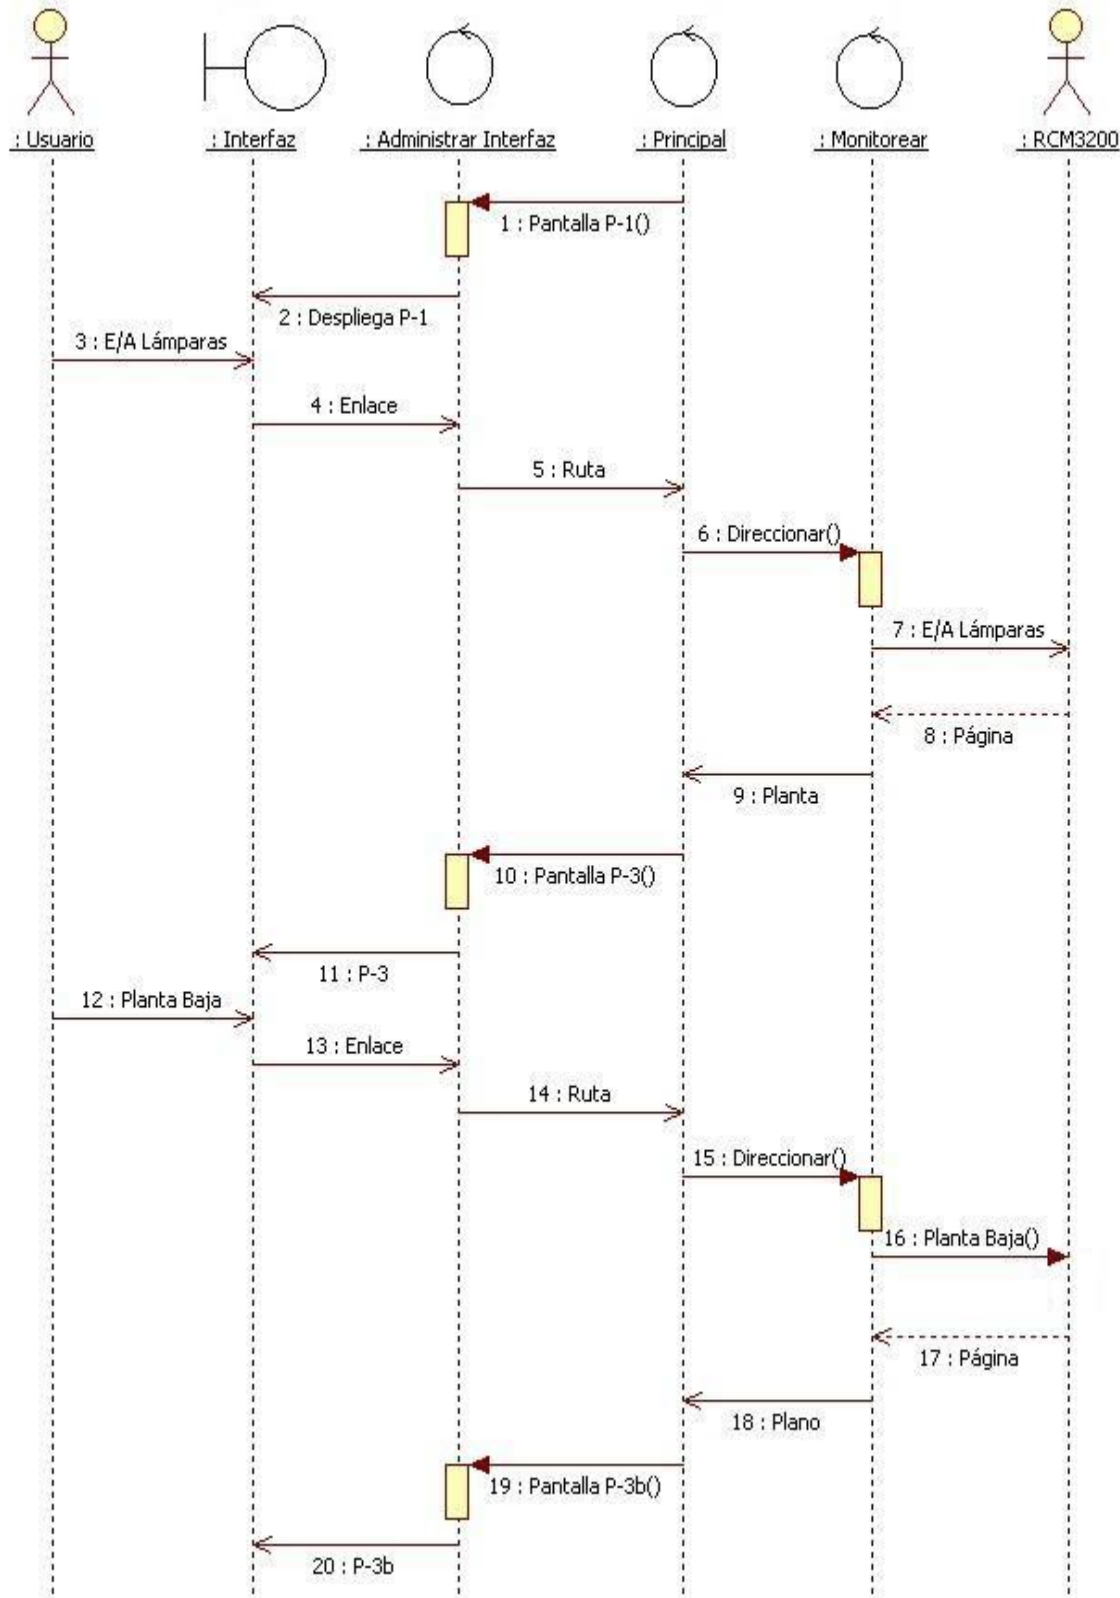 : Usuario
: Interfaz
: Administrar Interfaz
: Principal
: Monitorear
: RCM3200
1 : Pantalla P-1()
2 : Despliega P-1
3 : E/A Lámparas
4 : Enlace
5 : Ruta
6 : Direccionar()
7 : E/A Lámparas
8 : Página
9 : Planta
10 : Pantalla P-3()
11 : P-3
12 : Planta Baja
13 : Enlace
14 : Ruta
15 : Direccionar()
16 : Planta Baja()
17 : Página
18 : Plano
19 : Pantalla P-3b()
20 : P-3b